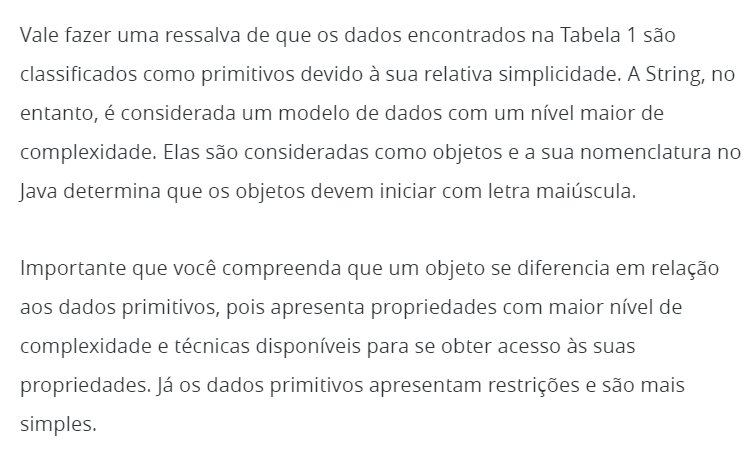 Vale fazer uma ressalva de que os dados encontrados na Tabela 1 são
classificados como primitivos devido à sua relativa simplicidade. A String, no
entanto, é considerada um modelo de dados com um nível maior de
complexidade. Elas são consideradas como objetos e a sua nomenclatura no
Java determina que os objetos devem iniciar com letra maiúscula.
Importante que você compreenda que um objeto se diferencia em relação
aos dados primitivos, pois apresenta propriedades com maior nível de
complexidade e técnicas disponíveis para se obter acesso às suas
propriedades. Já os dados primitivos apresentam restrições e são mais
simples.